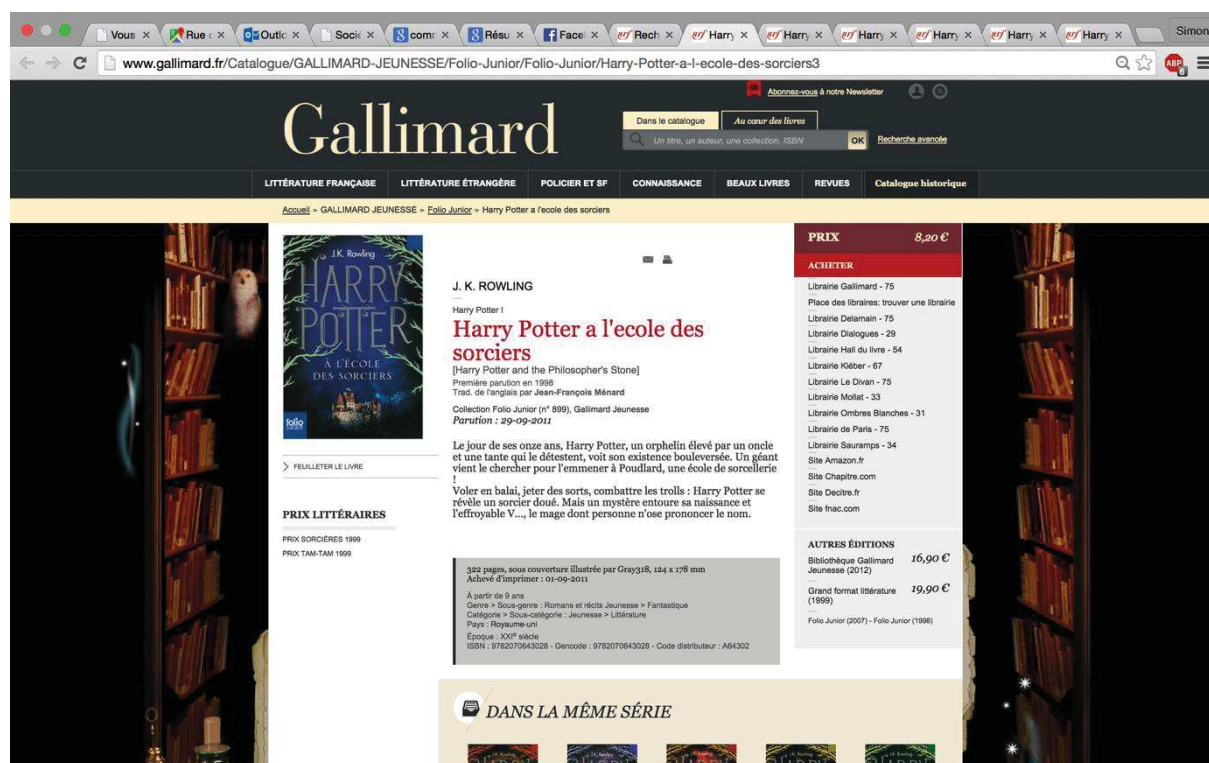 Vous
Rue
Outlo
Socié
comr
Résu
Facel
nrf Rech
nrf Harry
nrf Harry
nrf Harry
nrf Harry
nrf Harry
nrf Harry
Simon
www.gallimard.fr/Catalogue/GALLIMARD-JEUNESSE/Folio-Junior/Folio-Junior/Harry-Potter-a-l-ecole-des-sorciers3
ABP
6
Abonnez-vous à notre Newsletter
Gallimard
Dans le catalogue
Au cœur des livres
Un titre, un auteur, une collection, ISBN
OK
Recherche avancée
LITTÉRATURE FRANÇAISE
LITTÉRATURE ÉTRANGÈRE
POLICIER ET SF
CONNAISSANCE
BEAUX LIVRES
REVUES
Catalogue historique
Accueil > GALLIMARD JEUNESSE > Folio Junior > Harry Potter a l'ecole des sorciers
J.K. Rowling
HARRY
POTTER
À L'ÉCOLE
DES SORCIERS
folio
FEUILLETER LE LIVRE
PRIX LITTÉRAIRES
PRIX SORCIÈRES 1999
PRIX TAM-TAM 1999
J. K. ROWLING
Harry Potter I
Harry Potter a l'ecole des
sorciers
[Harry Potter and the Philosopher's Stone]
Première parution en 1998
Trad. de l'anglais par Jean-François Ménard
Collection Folio Junior (n° 899), Gallimard Jeunesse
Parution : 29-09-2011
Le jour de ses onze ans, Harry Potter, un orphelin élevé par un oncle
et une tante qui le détestent, voit son existence bouleversée. Un géant
vient le chercher pour l'emmener à Poudlard, une école de sorcellerie
!
Voler en balai, jeter des sorts, combattre les trolls : Harry Potter se
révèle un sorcier doué. Mais un mystère entoure sa naissance et
l'effroyable V..., le mage dont personne n'ose prononcer le nom.
322 pages, sous couverture illustrée par Gray318, 124 x 178 mm
Achevé d'imprimer : 01-09-2011
À partir de 9 ans
Genre > Sous-genre : Romans et récits Jeunesse > Fantastique
Catégorie > Sous-catégorie : Jeunesse > Littérature
Pays : Royaume-uni
Époque : XXIe siècle
ISBN : 9782070643028 - Gencode : 9782070643028 - Code distributeur : A64302
PRIX 8,20 €
ACHETER
Librairie Gallimard - 75
Place des libraires: trouver une librairie
Librairie Delamain - 75
Librairie Dialogues - 29
Librairie Hall du livre - 54
Librairie Kléber - 67
Librairie Le Divan - 75
Librairie Mollat - 33
Librairie Ombres Blanches - 31
Librairie de Paris - 75
Librairie Sauramps - 34
Site Amazon.fr
Site Chapitre.com
Site Decitre.fr
Site fnac.com
AUTRES ÉDITIONS
Bibliothèque Gallimard 16,90 €
Jeunesse (2012)
Grand format littérature 19,90 €
(1999)
Folio Junior (2007) - Folio Junior (1998)
DANS LA MÊME SÉRIE